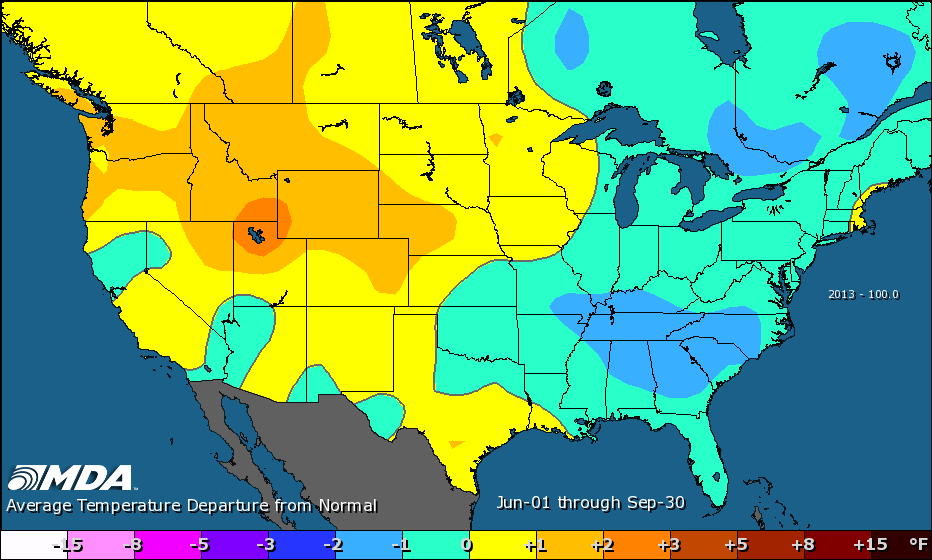 2013 - 100.0
MDA
Average Temperature Departure from Normal
Jun-01 through Sep-30
-15 -8 -5 -3 -2 -1 0 +1 +2 +3 +5 +8 +15 °F